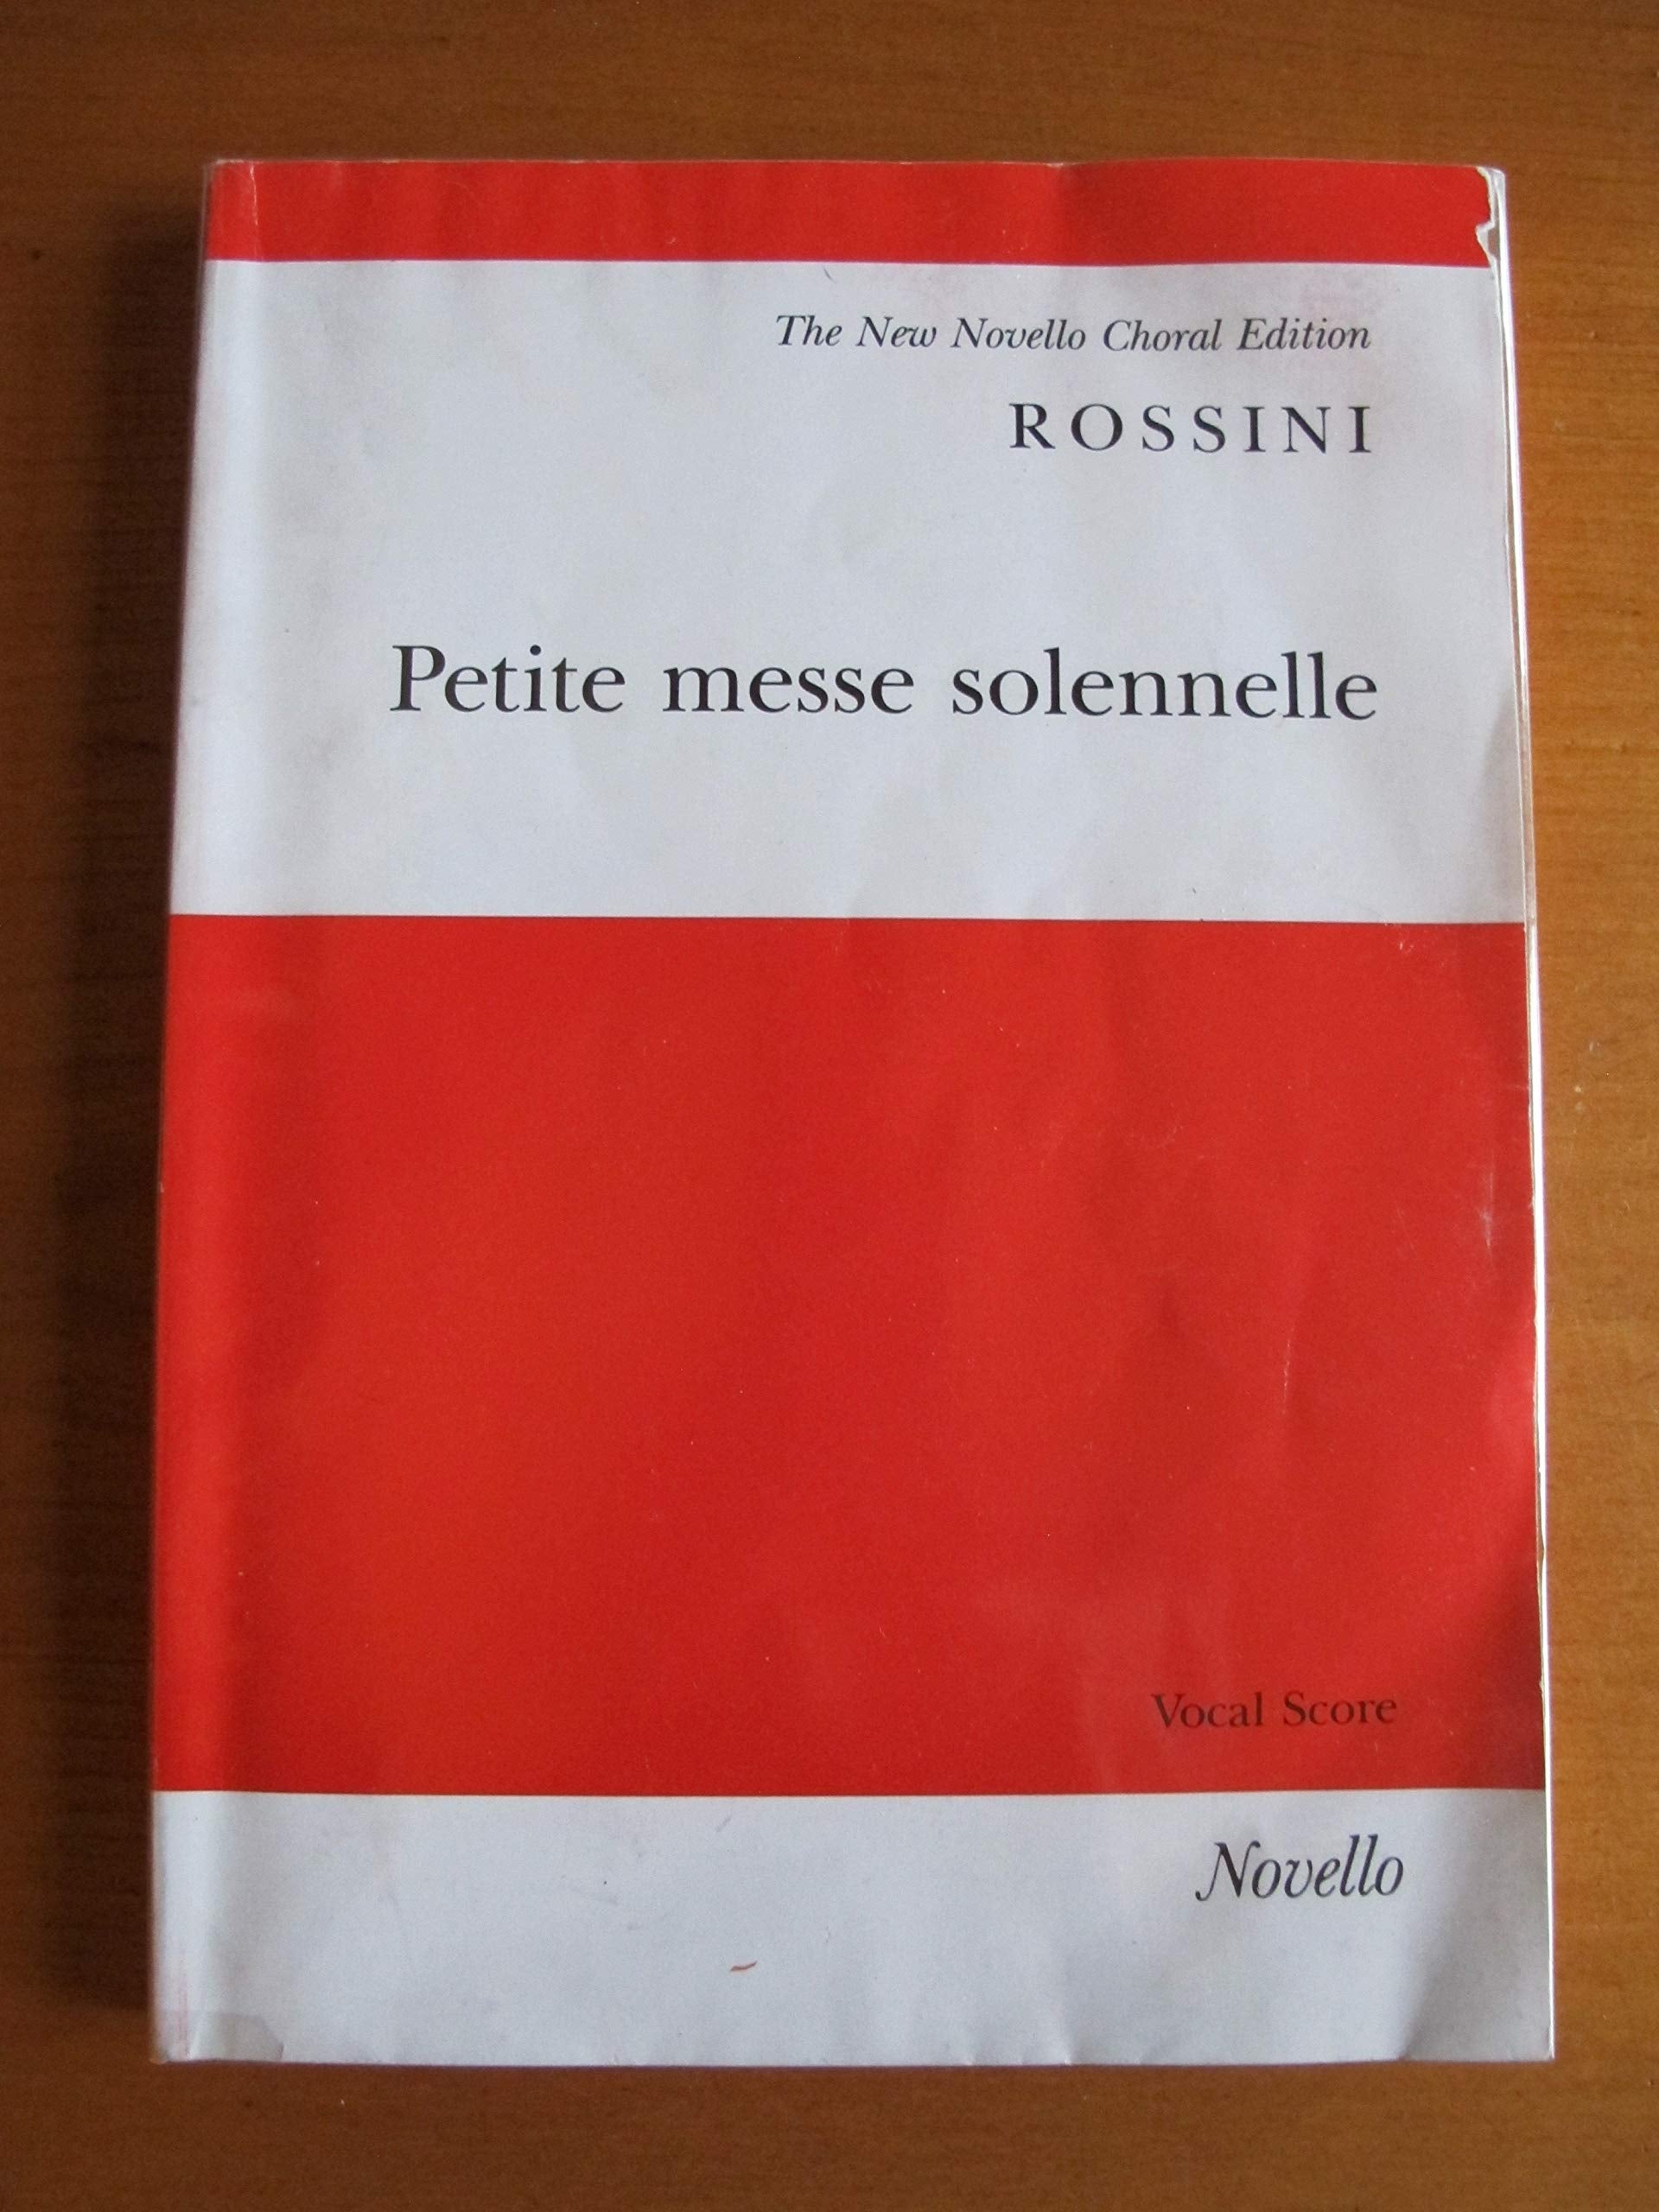 The New Novello Choral Edition
ROSSINI
Petite messe solennelle
Vocal Score
Novello